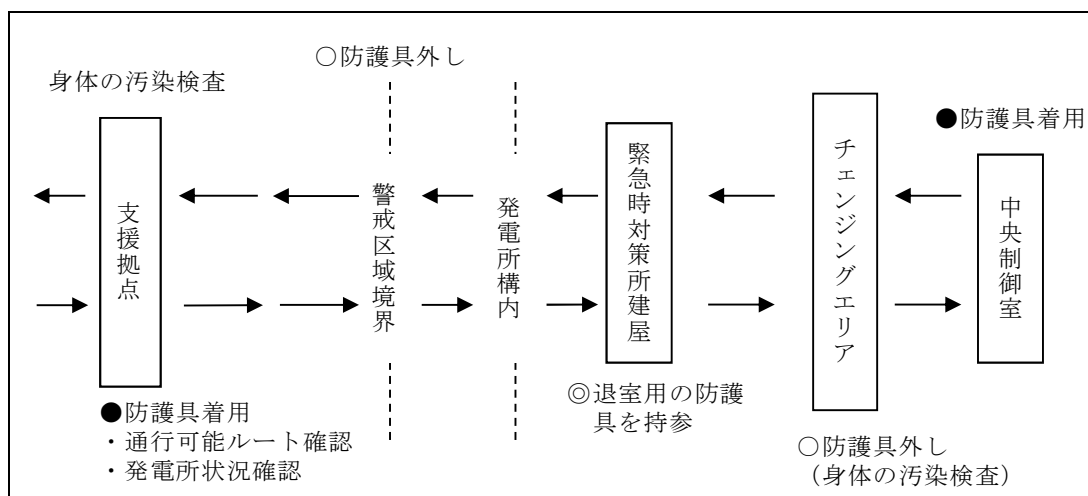 ○防護具外し
身体の汚染検査
●防護具着用
支援拠点
警戒区域境界
発電所構内
緊急時対策所建屋
チェンジングエリア
中央制御室
●防護具着用
・通行可能ルート確認
・発電所状況確認
◎退室用の防護
具を持参
○防護具外し
（身体の汚染検査）